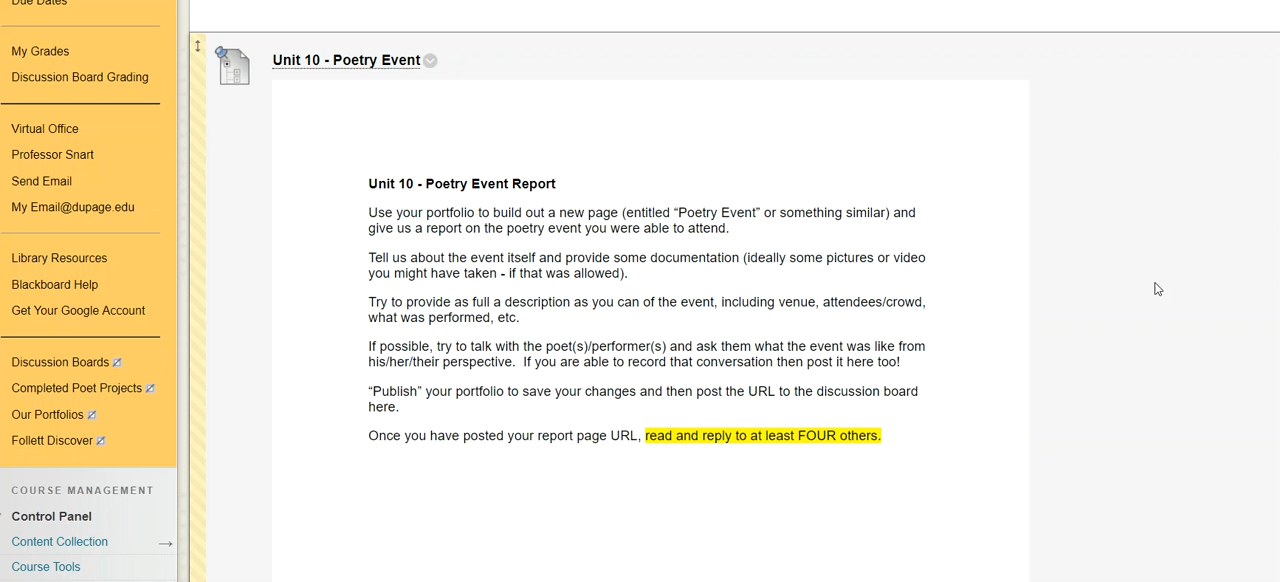 Due Dates
My Grades
Discussion Board Grading
Virtual Office
Professor Snart
Send Email
My Email@dupage.edu
Library Resources
Blackboard Help
Get Your Google Account
Discussion Boards
Completed Poet Projects
Our Portfolios
Follett Discover
COURSE MANAGEMENT
Control Panel
Content Collection
Course Tools
Unit 10 - Poetry Event
Unit 10 - Poetry Event Report
Use your portfolio to build out a new page (entitled “Poetry Event” or something similar) and
give us a report on the poetry event you were able to attend.
Tell us about the event itself and provide some documentation (ideally some pictures or video
you might have taken - if that was allowed).
Try to provide as full a description as you can of the event, including venue, attendees/crowd,
what was performed, etc.
If possible, try to talk with the poet(s)/performer(s) and ask them what the event was like from
his/her/their perspective.  If you are able to record that conversation then post it here too!
“Publish” your portfolio to save your changes and then post the URL to the discussion board
here.
Once you have posted your report page URL, read and reply to at least FOUR others.